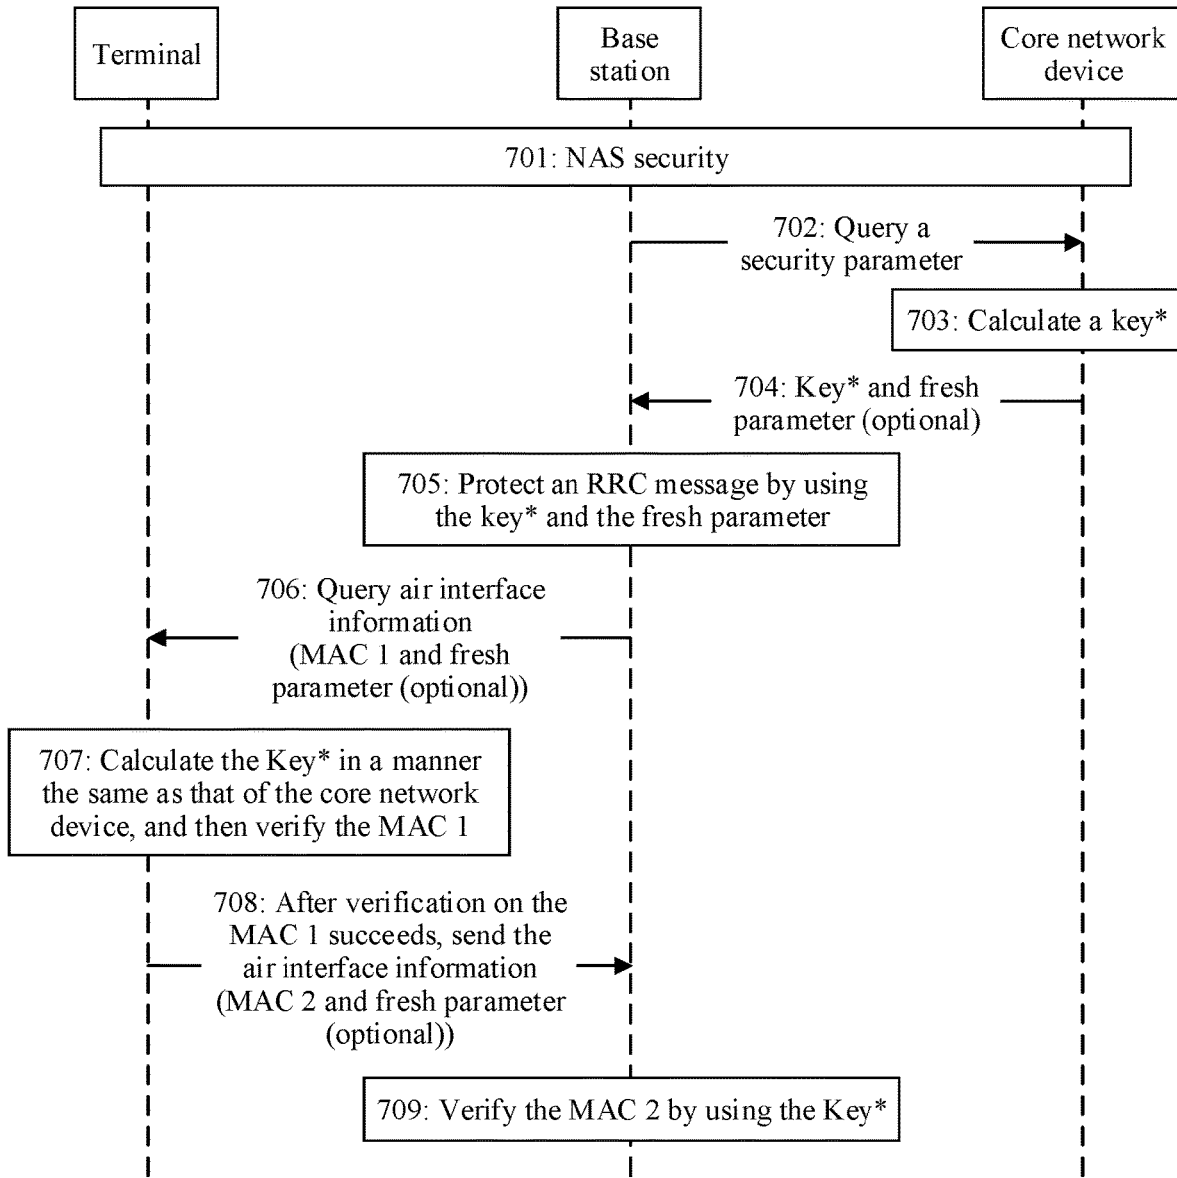 Terminal
Base
station
Core network
device
701: NAS security
702: Query a
security parameter
703: Calculate a key*
704: Key* and fresh
parameter (optional)
705: Protect an RRC message by using
the key* and the fresh parameter
706: Query air interface
information
(MAC 1 and fresh
parameter (optional))
707: Calculate the Key* in a manner
the same as that of the core network
device, and then verify the MAC 1
708: After verification on the
MAC 1 succeeds, send the
air interface information
(MAC 2 and fresh parameter
(optional))
709: Verify the MAC 2 by using the Key*